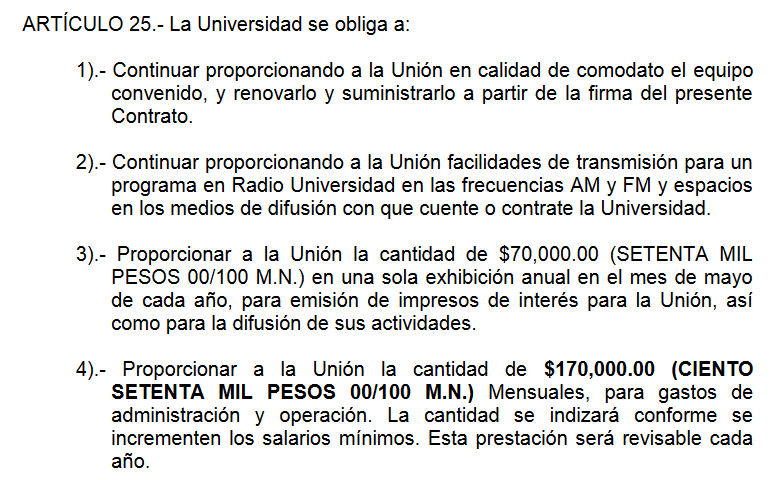 ARTÍCULO 25.- La Universidad se obliga a:
1).- Continuar proporcionando a la Unión en calidad de comodato el equipo
convenido, y renovarlo y suministrarlo a partir de la firma del presente
Contrato.
2).- Continuar proporcionando a la Unión facilidades de transmisión para un
programa en Radio Universidad en las frecuencias AM y FM y espacios
en los medios de difusión con que cuente o contrate la Universidad.
3).- Proporcionar a la Unión la cantidad de $70,000.00 (SETENTA MIL
PESOS 00/100 M.N.) en una sola exhibición anual en el mes de mayo
de cada año, para emisión de impresos de interés para la Unión, así
como para la difusión de sus actividades.
4).- Proporcionar a la Unión la cantidad de $170,000.00 (CIENTO
SETENTA MIL PESOS 00/100 M.N.) Mensuales, para gastos de
administración y operación. La cantidad se indizará conforme se
incrementen los salarios mínimos. Esta prestación será revisable cada
año.